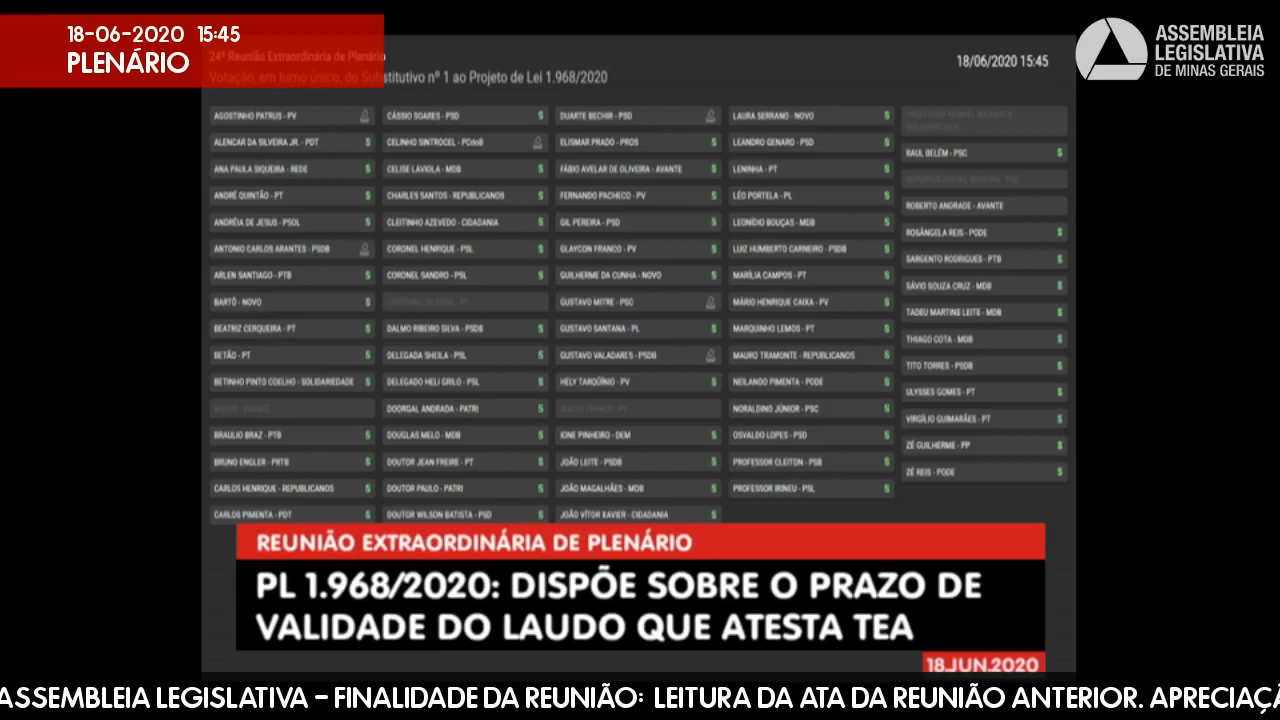 18-06-2020 15:45
PLENÁRIO
24ª Reunião Extraordinária de Plenário
Votação, em turno único, do Substitutivo nº 1 ao Projeto de Lei 1.968/2020
18/06/2020 15:45
ASSEMBLEIA
LEGISLATIVA
DE MINAS GERAIS
AGOSTINHO PATRUS - PV
ALENCAR DA SILVEIRA JR. - PDT S
ANA PAULA SIQUEIRA - REDE S
ANDRÉ QUINTÃO - PT S
ANDRÉIA DE JESUS - PSOL S
ANTONIO CARLOS ARANTES - PSDB
ARLEN SANTIAGO - PTB S
BARTÔ - NOVO S
BEATRIZ CERQUEIRA - PT S
BETÃO - PT S
BETINHO PINTO COELHO - SOLIDARIEDADE S
BOSCO - AVANTE
BRAULIO BRAZ - PTB S
BRUNO ENGLER - PRTB S
CARLOS HENRIQUE - REPUBLICANOS S
CARLOS PIMENTA - PDT S
CÁSSIO SOARES - PSD S
CELINHO SINTROCEL - PCdoB
CELISE LAVIOLA - MDB S
CHARLES SANTOS - REPUBLICANOS S
CLEITINHO AZEVEDO - CIDADANIA S
CORONEL HENRIQUE - PSL S
CORONEL SANDRO - PSL S
CRISTIANO SILVEIRA - PT
DALMO RIBEIRO SILVA - PSDB S
DELEGADA SHEILA - PSL S
DELEGADO HELI GRILO - PSL S
DOORGAL ANDRADA - PATRI S
DOUGLAS MELO - MDB S
DOUTOR JEAN FREIRE - PT S
DOUTOR PAULO - PATRI S
DOUTOR WILSON BATISTA - PSD S
DUARTE BECHIR - PSD
ELISMAR PRADO - PROS S
FÁBIO AVELAR DE OLIVEIRA - AVANTE S
FERNANDO PACHECO - PV S
GIL PEREIRA - PSD S
GLAYCON FRANCO - PV S
GUILHERME DA CUNHA - NOVO S
GUSTAVO MITRE - PSC
GUSTAVO SANTANA - PL S
GUSTAVO VALADARES - PSDB
HELY TARQÜÍNIO - PV S
INÁCIO FRANCO - PV
IONE PINHEIRO - DEM S
JOÃO LEITE - PSDB S
JOÃO MAGALHÃES - MDB S
JOÃO VÍTOR XAVIER - CIDADANIA S
LAURA SERRANO - NOVO S
LEANDRO GENARO - PSD S
LENINHA - PT S
LÉO PORTELA - PL S
LEONÍDIO BOUÇAS - MDB S
LUIZ HUMBERTO CARNEIRO - PSDB S
MARÍLIA CAMPOS - PT S
MÁRIO HENRIQUE CAIXA - PV S
MARQUINHO LEMOS - PT S
MAURO TRAMONTE - REPUBLICANOS S
NEILANDO PIMENTA - PODE S
NORALDINO JÚNIOR - PSC S
OSVALDO LOPES - PSD S
PROFESSOR CLEITON - PSB S
PROFESSOR IRINEU - PSL S
RAUL BELÉM - PSC S
ROBERTO ANDRADE - AVANTE
ROSÂNGELA REIS - PODE S
SARGENTO RODRIGUES - PTB S
SÁVIO SOUZA CRUZ - MDB S
TADEU MARTINS LEITE - MDB S
THIAGO COTA - MDB S
TITO TORRES - PSDB S
ULYSSES GOMES - PT S
VIRGÍLIO GUIMARÃES - PT S
ZÉ GUILHERME - PP S
ZÉ REIS - PODE S
REUNIÃO EXTRAORDINÁRIA DE PLENÁRIO
PL 1.968/2020: DISPÕE SOBRE O PRAZO DE
VALIDADE DO LAUDO QUE ATESTA TEA
18.JUN.2020
ASSEMBLEIA LEGISLATIVA - FINALIDADE DA REUNIÃO: LEITURA DA ATA DA REUNIÃO ANTERIOR. APRECIAÇÃ